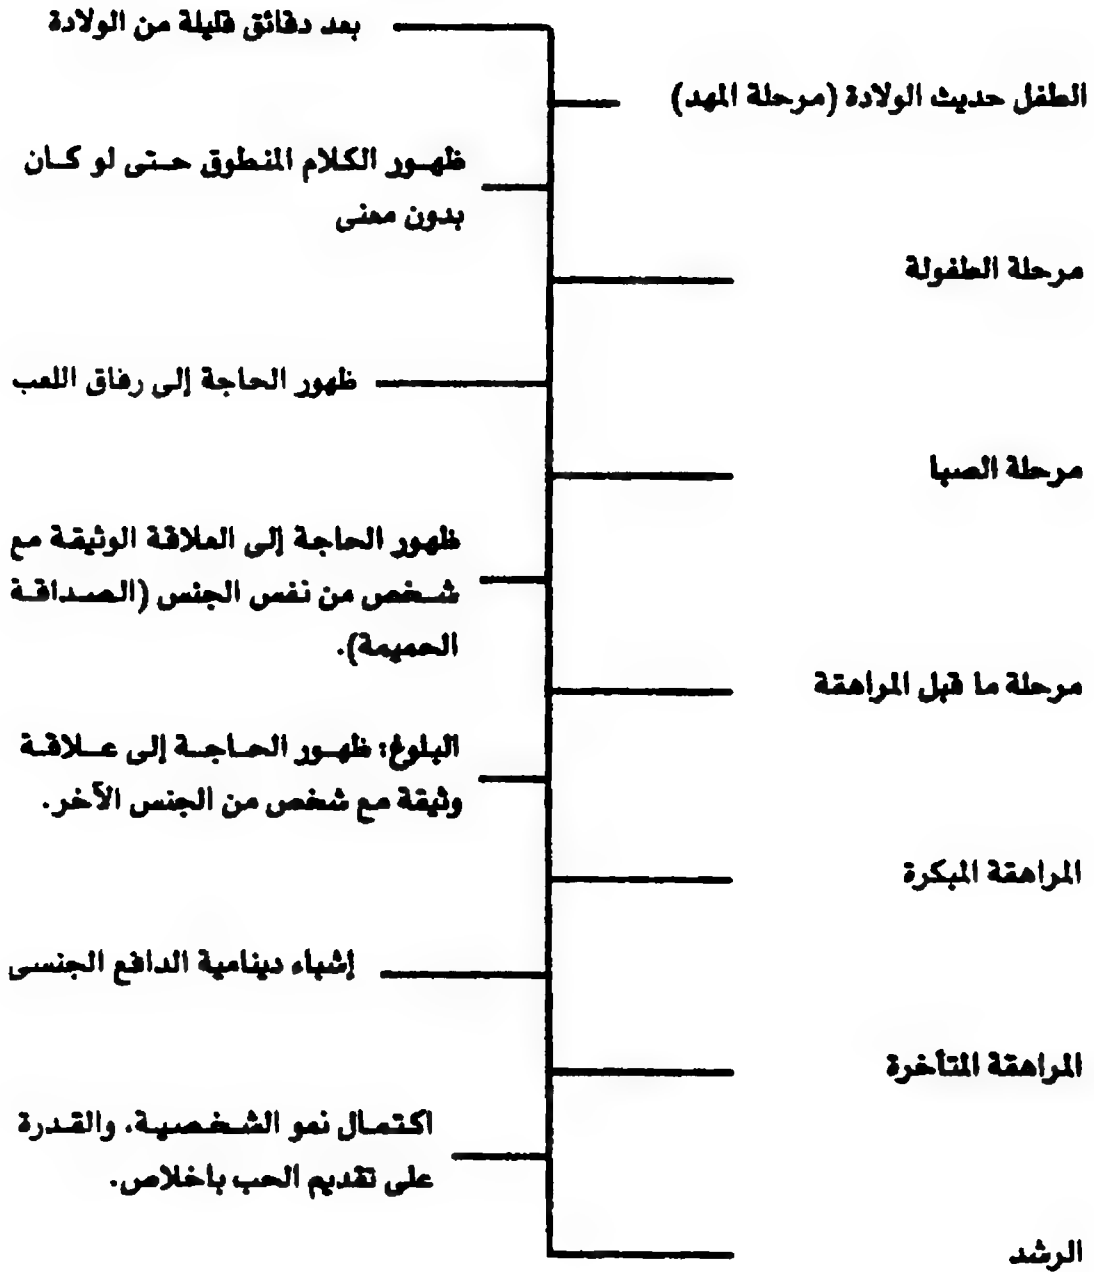 بعد دقائق قليلة من الولادة
الطفل حديث الولادة (مرحلة المهد)
ظهور الكلام المنطوق حتى لو كان
بدون معنى
مرحلة الطفولة
ظهور الحاجة إلى رفاق اللعب
مرحلة الصبا
ظهور الحاجة إلى العلاقة الوثيقة مع
شخص من نفس الجنس (الصداقة
الحميمة).
مرحلة ما قبل المراهقة
البلوغ: ظهور الحاجة إلى علاقة
وثيقة مع شخص من الجنس الآخر.
المراهقة المبكرة
إشباء دينامية الدافع الجنسى
المراهقة المتأخرة
اكتمال نمو الشخصية، والقدرة
على تقديم الحب باخلاص.
الرشد